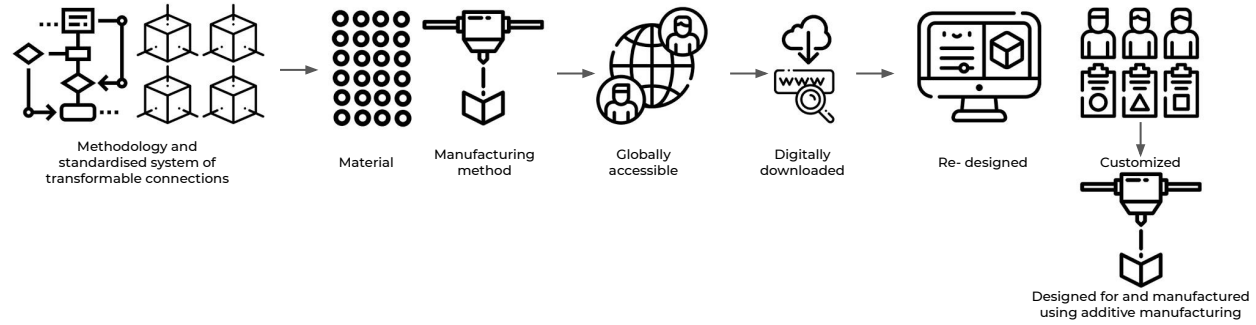 Methodology and
standardised system of
transformable connections
Material
Manufacturing
method
Globally
accessible
www
Digitally
downloaded
Re- designed
Customized
Designed for and manufactured
using additive manufacturing